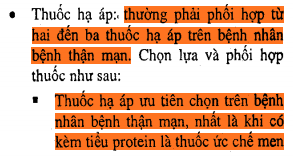 • Thuốc hạ áp: thường phải phối hợp từ
hai đến ba thuốc hạ áp trên bệnh nhân
bệnh thận mạn. Chọn lựa và phối hợp
thuốc như sau:
▪ Thuốc hạ áp ưu tiên chọn trên bệnh
nhân bệnh thận mạn, nhất là khi có
kèm tiểu protein là thuốc ức chế men